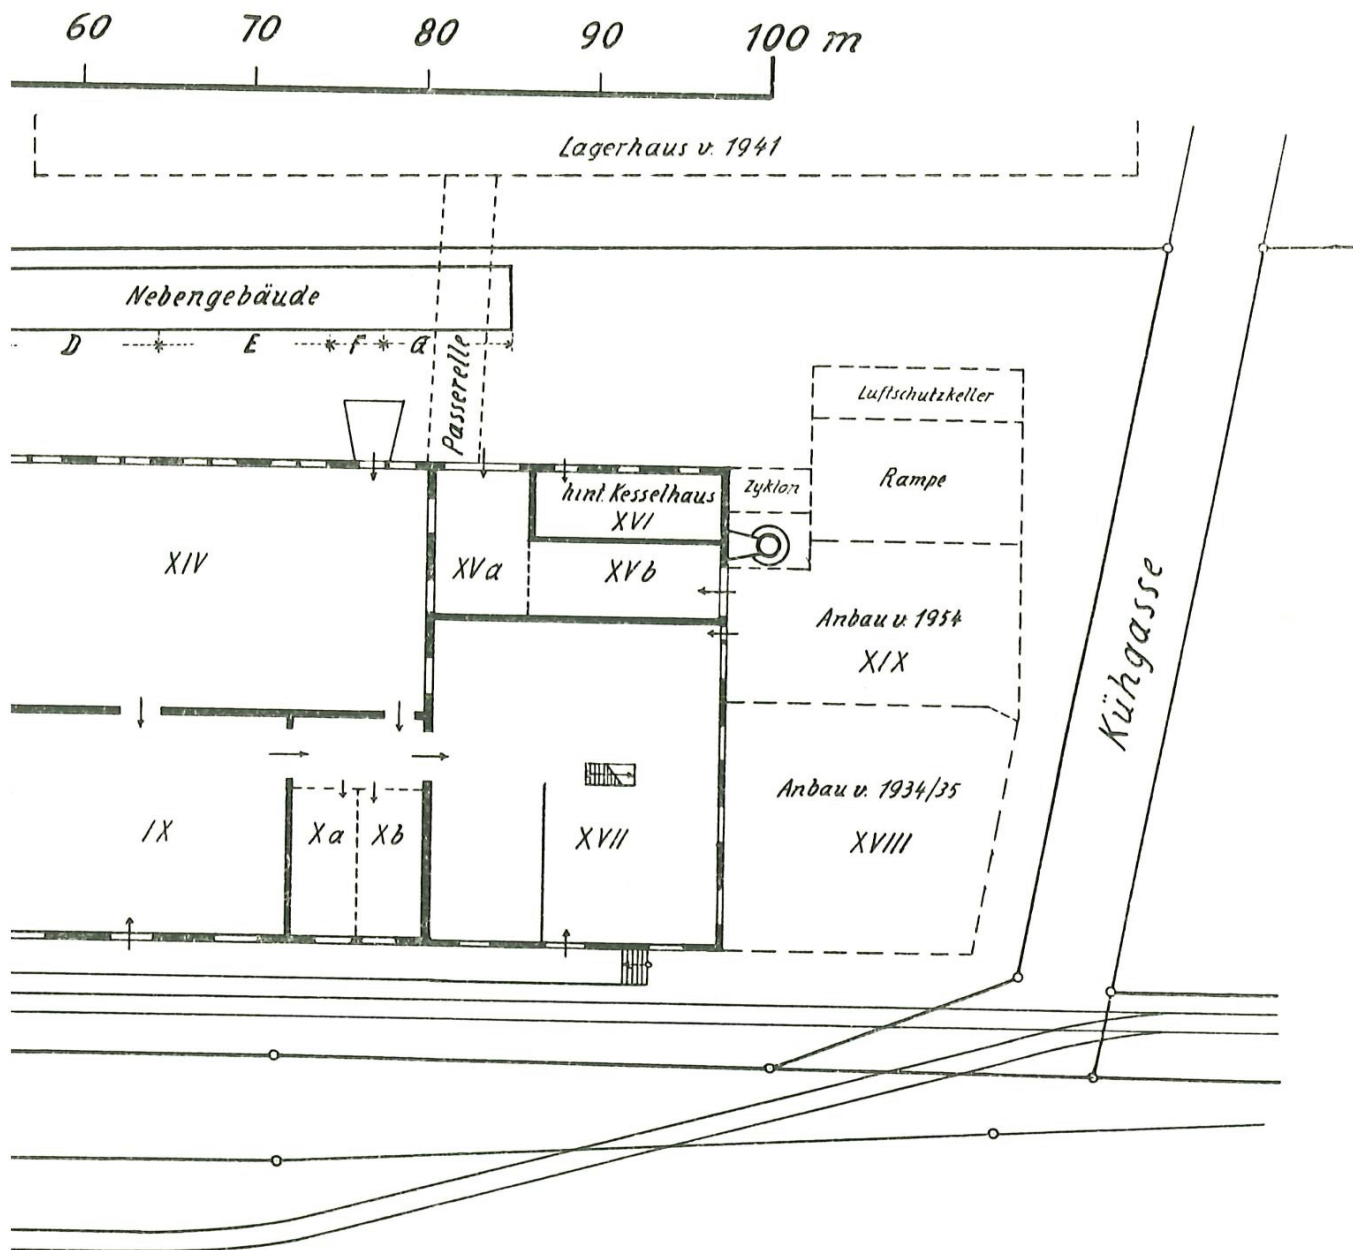 60 70 80 90 100 m
Lagerhaus v. 1941
Nebengebäude
D E F G
Passerelle
Luftschutzkeller
Rampe
Zyklon
hint. Kesselhaus
XVI
XIV
XVa
XVb
Anbau v. 1954
XIX
Kühgasse
Anbau v. 1934/35
XVIII
IX
Xa
Xb
XVII